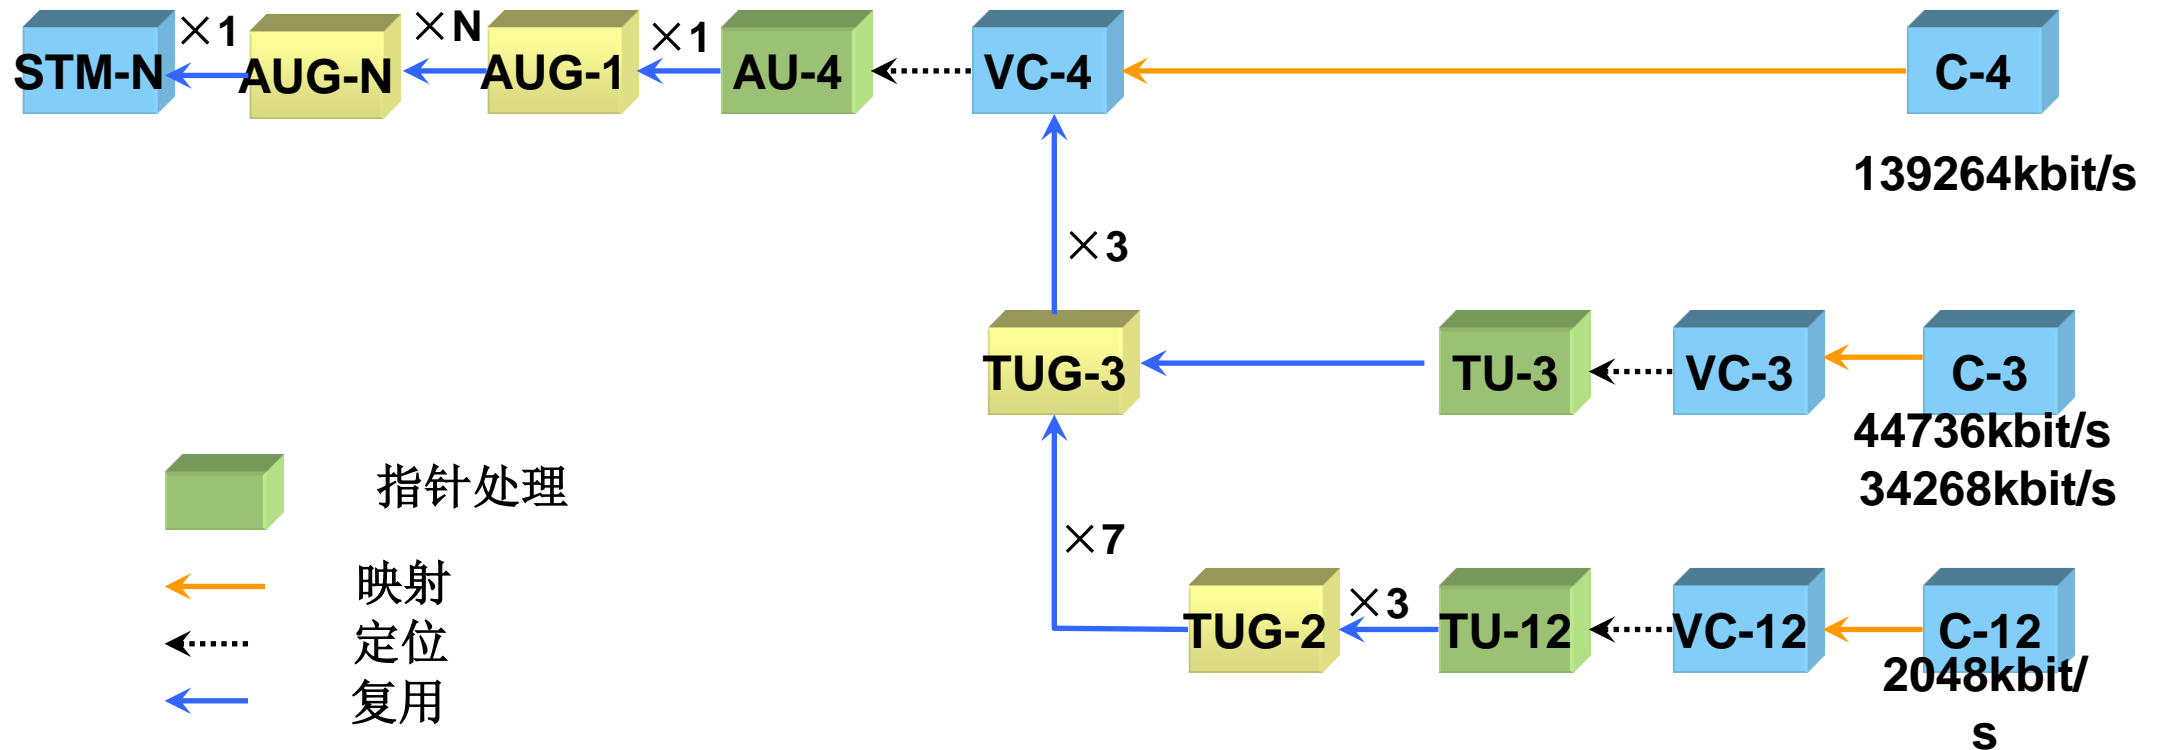 STM-N ×1 AUG-N ×N AUG-1 ×1 AU-4 VC-4 C-4
139264kbit/s
×3
TUG-3 TU-3 VC-3 C-3
44736kbit/s
34268kbit/s
指针处理
×7
映射
TUG-2 ×3 TU-12 VC-12 C-12
定位
2048kbit/
s
复用